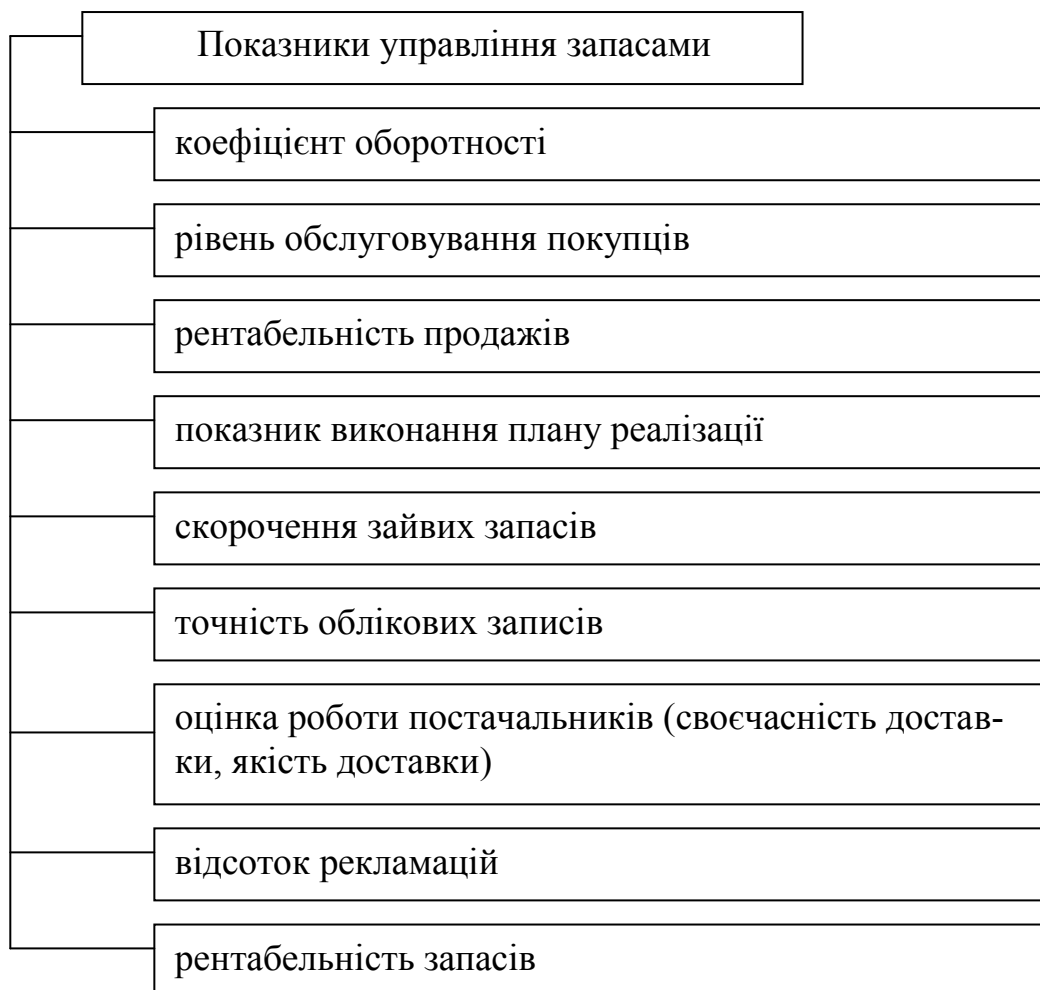 Показники управління запасами
коефіцієнт оборотності
рівень обслуговування покупців
рентабельність продажів
показник виконання плану реалізації
скорочення зайвих запасів
точність облікових записів
оцінка роботи постачальників (своєчасність достав-
ки, якість доставки)
відсоток рекламацій
рентабельність запасів